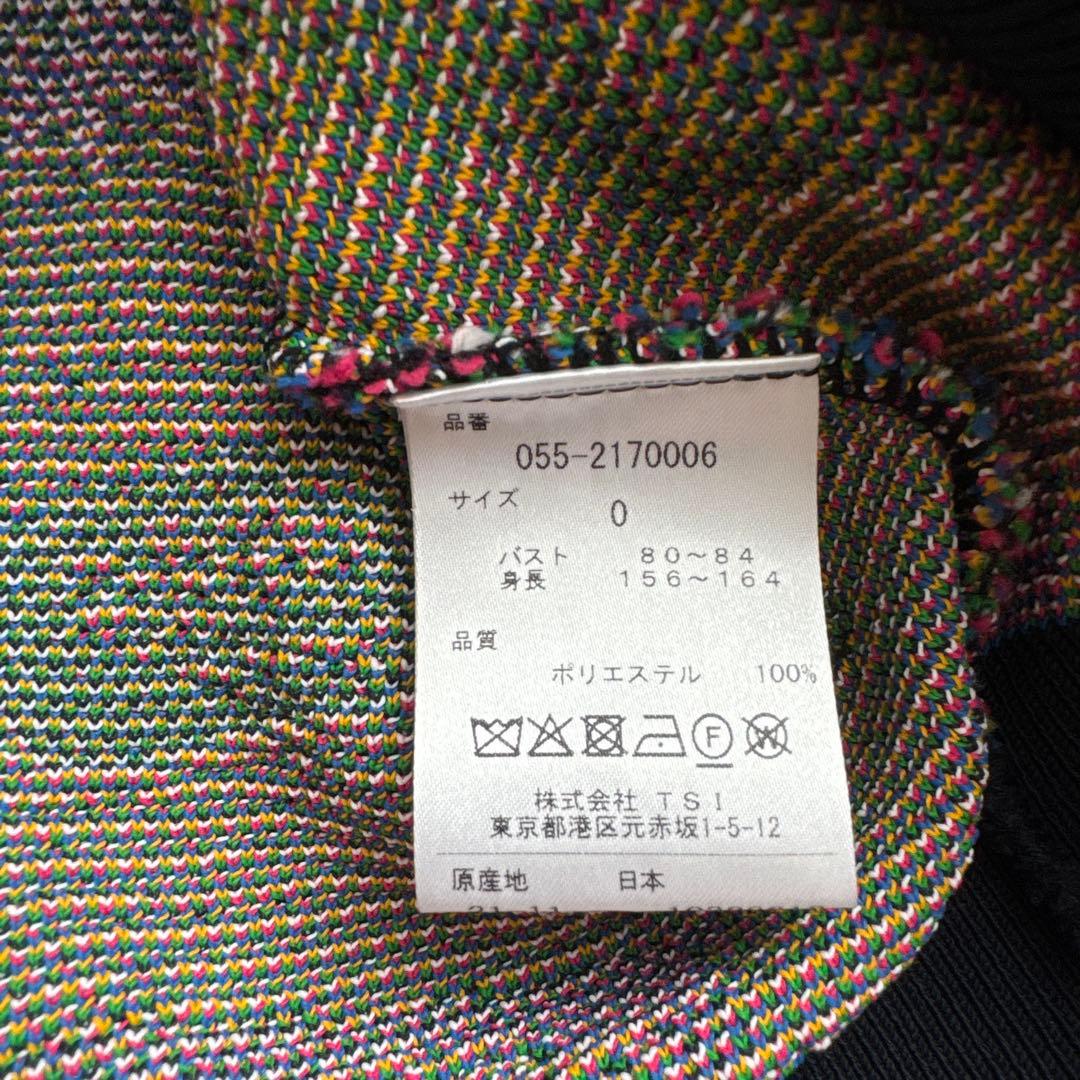 品番
055-2170006
サイズ
0
バスト 80〜84
身長 156〜164
品質
ポリエステル 100%
F
W
株式会社 TSI
東京都港区元赤坂1-5-12
原産地 日本